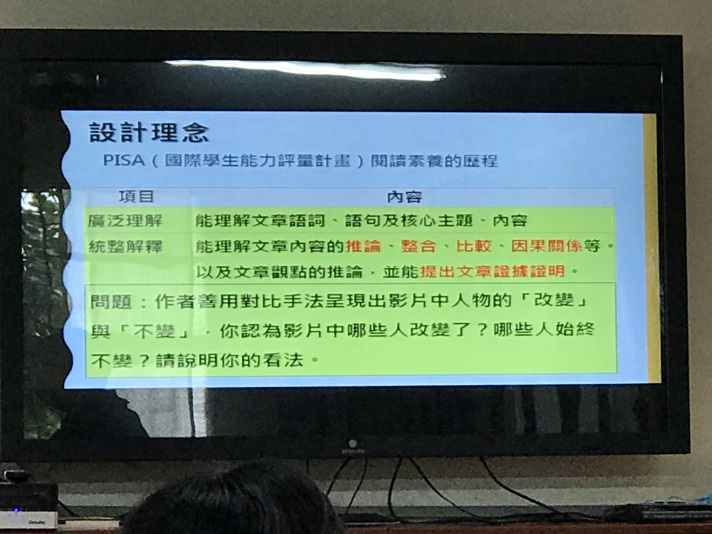 設計理念
PISA（國際學生能力評量計畫）閱讀素養的歷程
項目 內容
廣泛理解 能理解文章語詞、語句及核心主題、內容
統整解釋 能理解文章內容的推論、整合、比較、因果關係等，
以及文章觀點的推論，並能提出文章證據證明。
問題：作者善用對比手法呈現出影片中人物的「改變」
與「不變」，你認為影片中哪些人改變了？哪些人始終
不變？請說明你的看法。